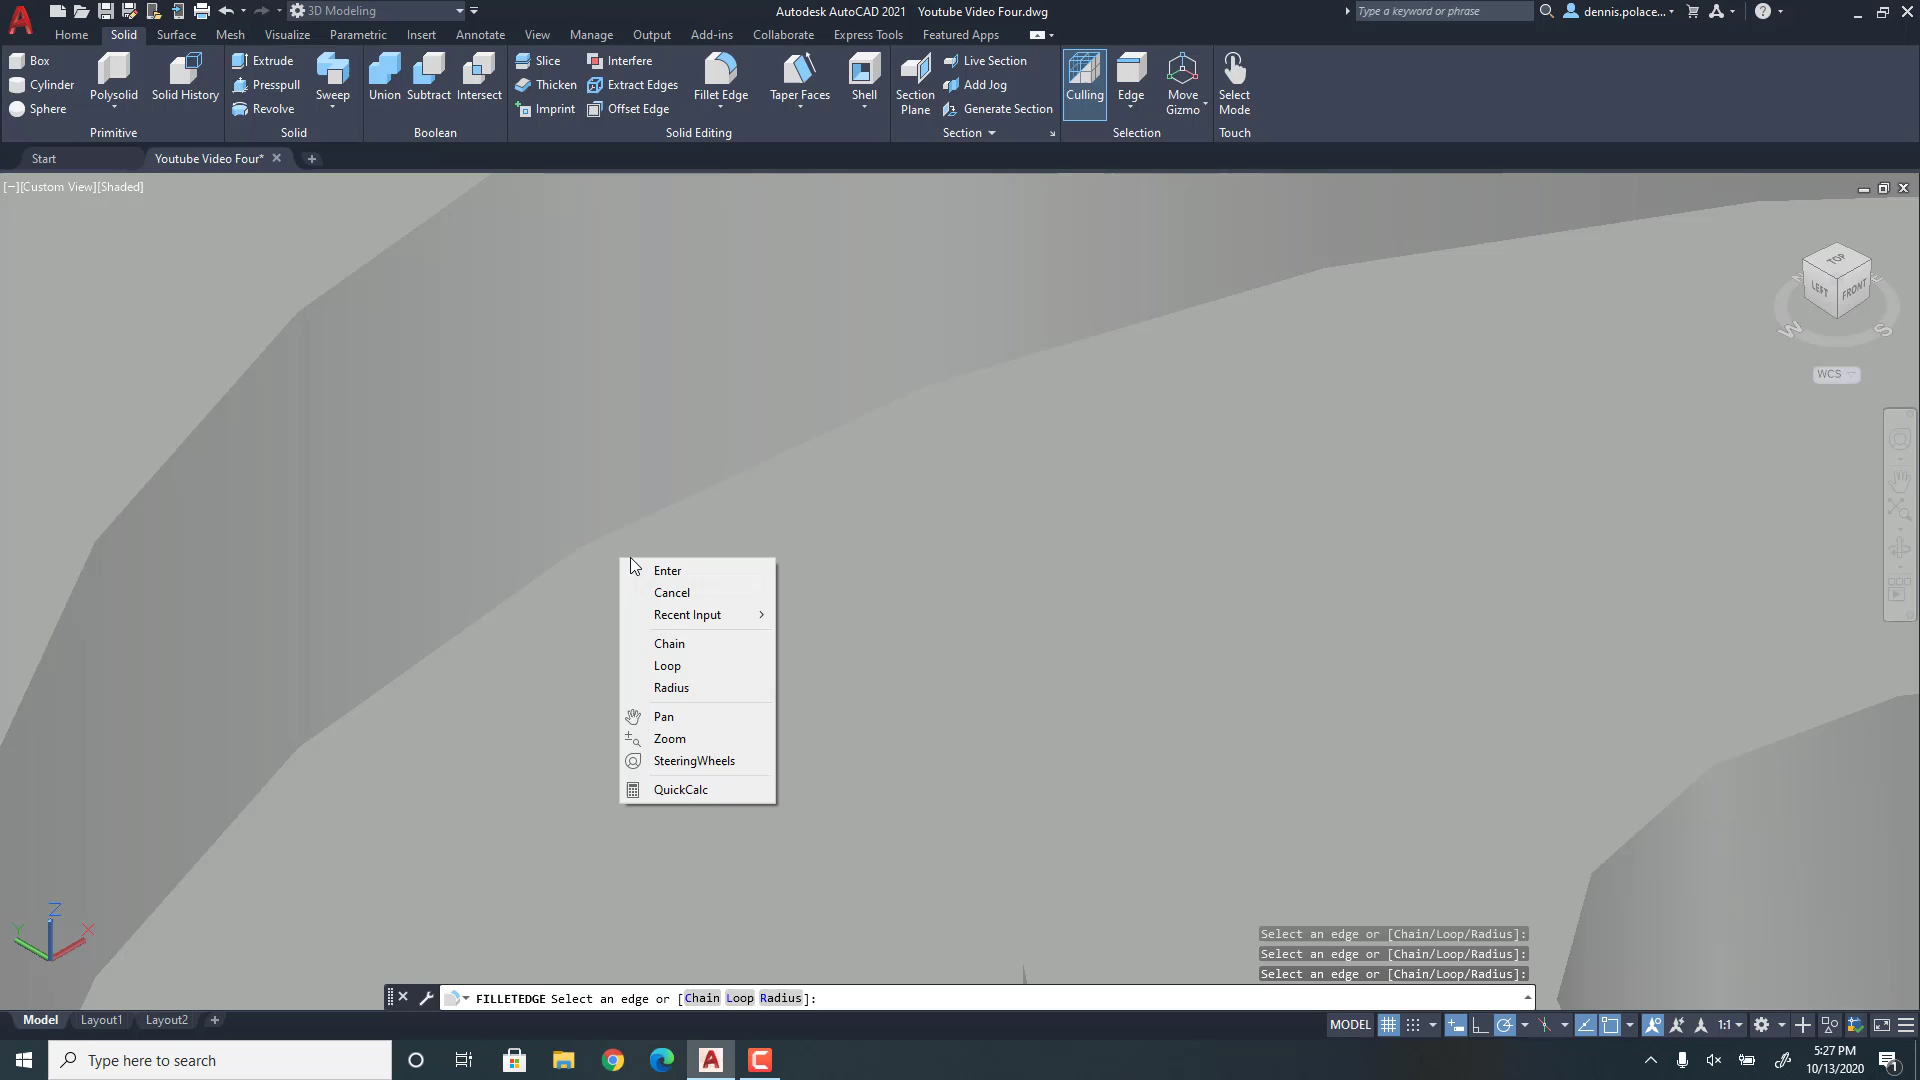 3D Modeling
Autodesk AutoCAD 2021 Youtube Video Four.dwg
Type a keyword or phrase
dennis.polace...
Home Solid Surface Mesh Visualize Parametric Insert Annotate View Manage Output Add-ins Collaborate Express Tools Featured Apps
Box
Cylinder
Sphere
Polysolid
Solid History
Primitive
Extrude
Presspull
Revolve
Sweep
Solid
Union
Subtract
Intersect
Boolean
Slice
Thicken
Imprint
Interfere
Extract Edges
Offset Edge
Fillet Edge
Taper Faces
Shell
Solid Editing
Section
Plane
Live Section
Add Jog
Generate Section
Section
Culling
Edge
Move
Gizmo
Selection
Select
Mode
Touch
Start
Youtube Video Four*
[−][Custom View][Shaded]
TOP
LEFT
FRONT
N
E
W
S
WCS
Enter
Cancel
Recent Input
Chain
Loop
Radius
Pan
Zoom
SteeringWheels
QuickCalc
Z
Y
X
Select an edge or [Chain/Loop/Radius]:
Select an edge or [Chain/Loop/Radius]:
Select an edge or [Chain/Loop/Radius]:
FILLETEDGE Select an edge or [Chain Loop Radius]:
Model Layout1 Layout2
MODEL
1:1
Type here to search
5:27 PM
10/13/2020
1